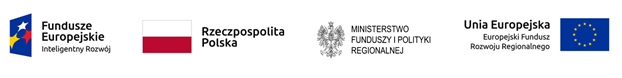 Fundusze
Europejskie
Inteligentny Rozwój
Rzeczpospolita
Polska
MINISTERSTWO
FUNDUSZY I POLITYKI
REGIONALNEJ
Unia Europejska
Europejski Fundusz
Rozwoju Regionalnego